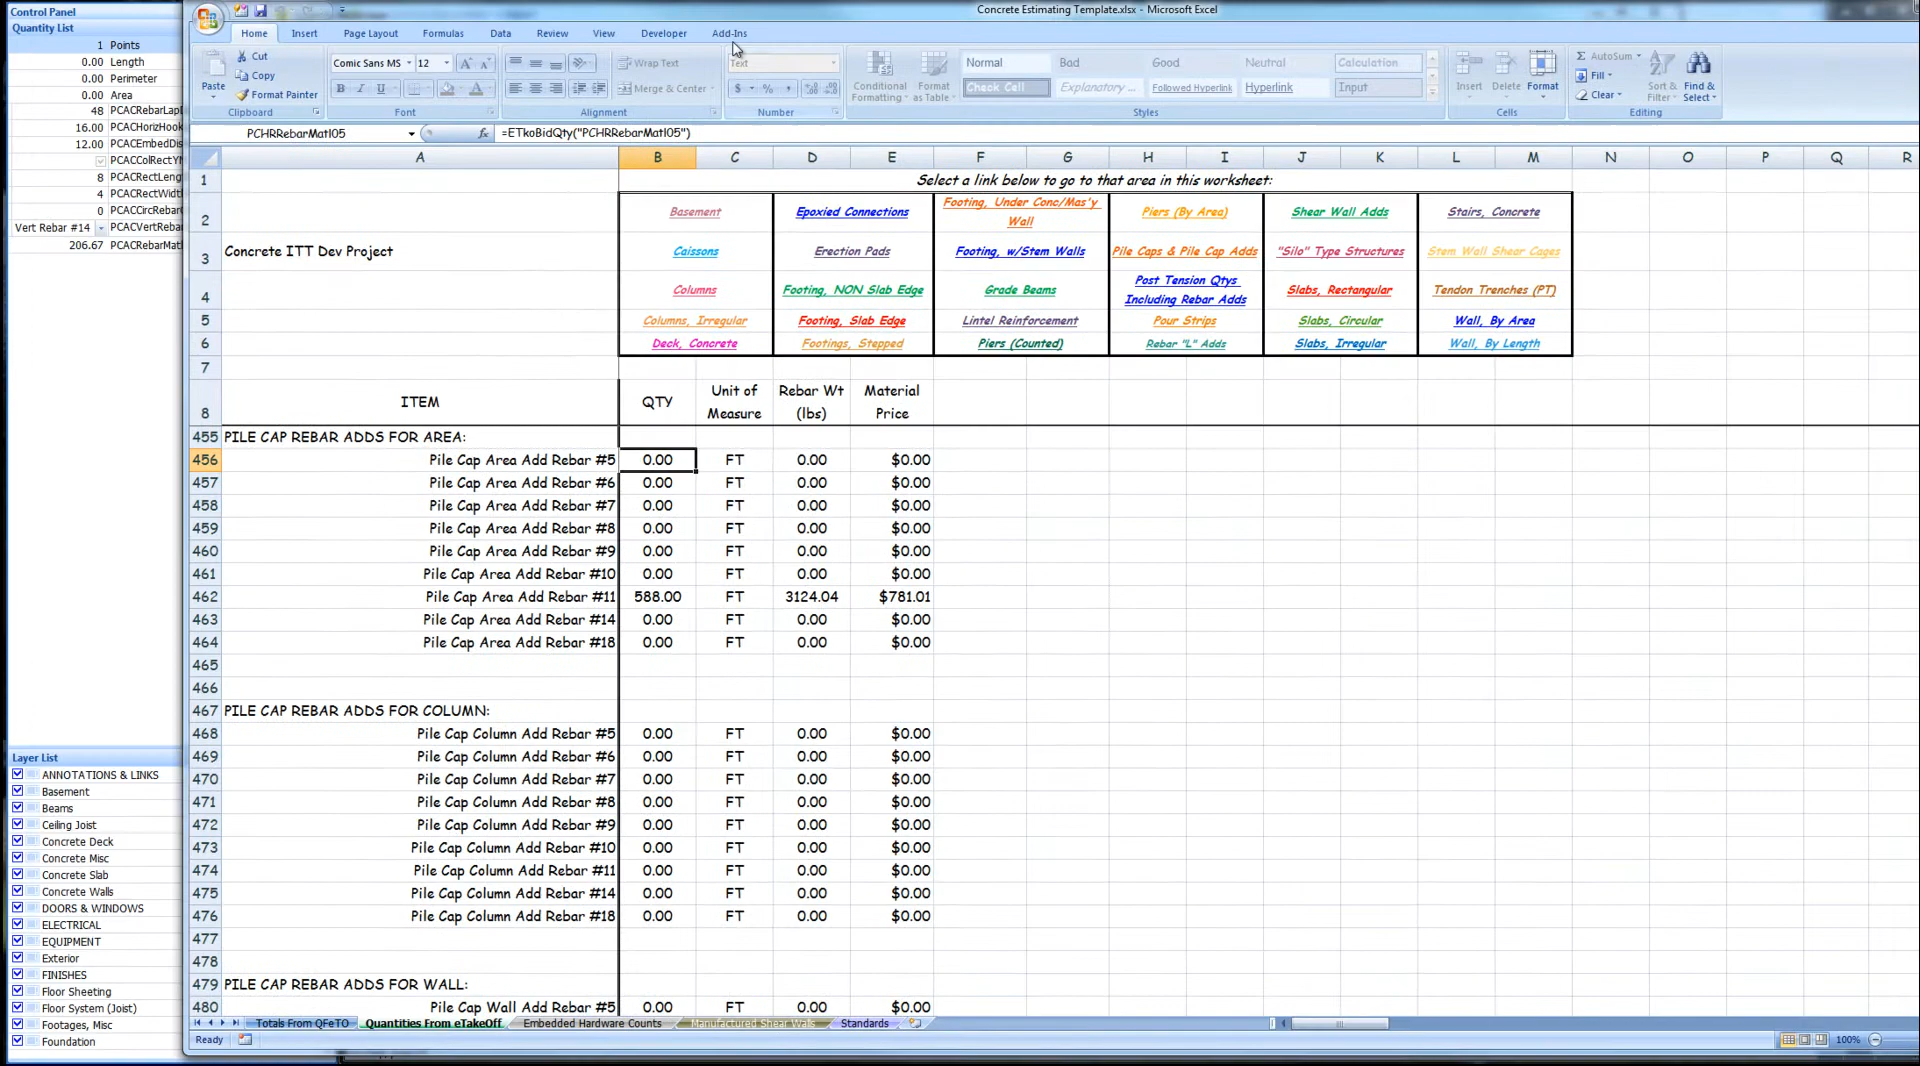 Concrete Estimating Template.xlsx - Microsoft Excel
Control Panel
Quantity List
1 Points
0.00 Length
0.00 Perimeter
0.00 Area
48 PCACRebarLap
16.00 PCACHorizHook
12.00 PCACEmbedDis
PCACColRectYN
8 PCACRectLengt
4 PCACRectWidt
0 PCACCircRebar
Vert Rebar #14 PCACVertRebar
206.67 PCACRebarMat
Home Insert Page Layout Formulas Data Review View Developer Add-Ins
Cut
Copy
Format Painter
Paste
Clipboard
Comic Sans MS 12
B I U
Font
Wrap Text
Merge & Center
Alignment
Text
$ % ,
Number
Conditional Formatting
Format as Table
Normal Bad Good Neutral Calculation
Check Cell Explanatory ... Followed Hyperlink Hyperlink Input
Styles
Insert Delete Format
Cells
AutoSum
Fill
Clear
Sort & Filter
Find & Select
Editing
PCHRRebarMatl05 fx =ETkoBidQty("PCHRRebarMatl05")
A B C D E F G H I J K L M N O P Q R
1 Select a link below to go to that area in this worksheet:
2 Basement Epoxied Connections Footing, Under Conc/Mas'y Wall Piers (By Area) Shear Wall Adds Stairs, Concrete
3 Concrete ITT Dev Project Caissons Erection Pads Footing, w/Stem Walls Pile Caps & Pile Cap Adds "Silo" Type Structures Stem Wall Shear Cages
4 Columns Footing, NON Slab Edge Grade Beams Post Tension Qtys Including Rebar Adds Slabs, Rectangular Tendon Trenches (PT)
5 Columns, Irregular Footing, Slab Edge Lintel Reinforcement Pour Strips Slabs, Circular Wall, By Area
6 Deck, Concrete Footings, Stepped Piers (Counted) Rebar "L" Adds Slabs, Irregular Wall, By Length
7
8 ITEM QTY Unit of Measure Rebar Wt (lbs) Material Price
455 PILE CAP REBAR ADDS FOR AREA:
456 Pile Cap Area Add Rebar #5 0.00 FT 0.00 $0.00
457 Pile Cap Area Add Rebar #6 0.00 FT 0.00 $0.00
458 Pile Cap Area Add Rebar #7 0.00 FT 0.00 $0.00
459 Pile Cap Area Add Rebar #8 0.00 FT 0.00 $0.00
460 Pile Cap Area Add Rebar #9 0.00 FT 0.00 $0.00
461 Pile Cap Area Add Rebar #10 0.00 FT 0.00 $0.00
462 Pile Cap Area Add Rebar #11 588.00 FT 3124.04 $781.01
463 Pile Cap Area Add Rebar #14 0.00 FT 0.00 $0.00
464 Pile Cap Area Add Rebar #18 0.00 FT 0.00 $0.00
465
466
467 PILE CAP REBAR ADDS FOR COLUMN:
468 Pile Cap Column Add Rebar #5 0.00 FT 0.00 $0.00
469 Pile Cap Column Add Rebar #6 0.00 FT 0.00 $0.00
470 Pile Cap Column Add Rebar #7 0.00 FT 0.00 $0.00
471 Pile Cap Column Add Rebar #8 0.00 FT 0.00 $0.00
472 Pile Cap Column Add Rebar #9 0.00 FT 0.00 $0.00
473 Pile Cap Column Add Rebar #10 0.00 FT 0.00 $0.00
474 Pile Cap Column Add Rebar #11 0.00 FT 0.00 $0.00
475 Pile Cap Column Add Rebar #14 0.00 FT 0.00 $0.00
476 Pile Cap Column Add Rebar #18 0.00 FT 0.00 $0.00
477
478
479 PILE CAP REBAR ADDS FOR WALL:
480 Pile Cap Wall Add Rebar #5 0.00 FT 0.00 $0.00
Layer List
ANNOTATIONS & LINKS
Basement
Beams
Ceiling Joist
Concrete Deck
Concrete Misc
Concrete Slab
Concrete Walls
DOORS & WINDOWS
ELECTRICAL
EQUIPMENT
Exterior
FINISHES
Floor Sheeting
Floor System (Joist)
Footages, Misc
Foundation
Totals From QFeTO Quantities From eTakeOff Embedded Hardware Counts Manufactured Shear Walls Standards
Ready 100%